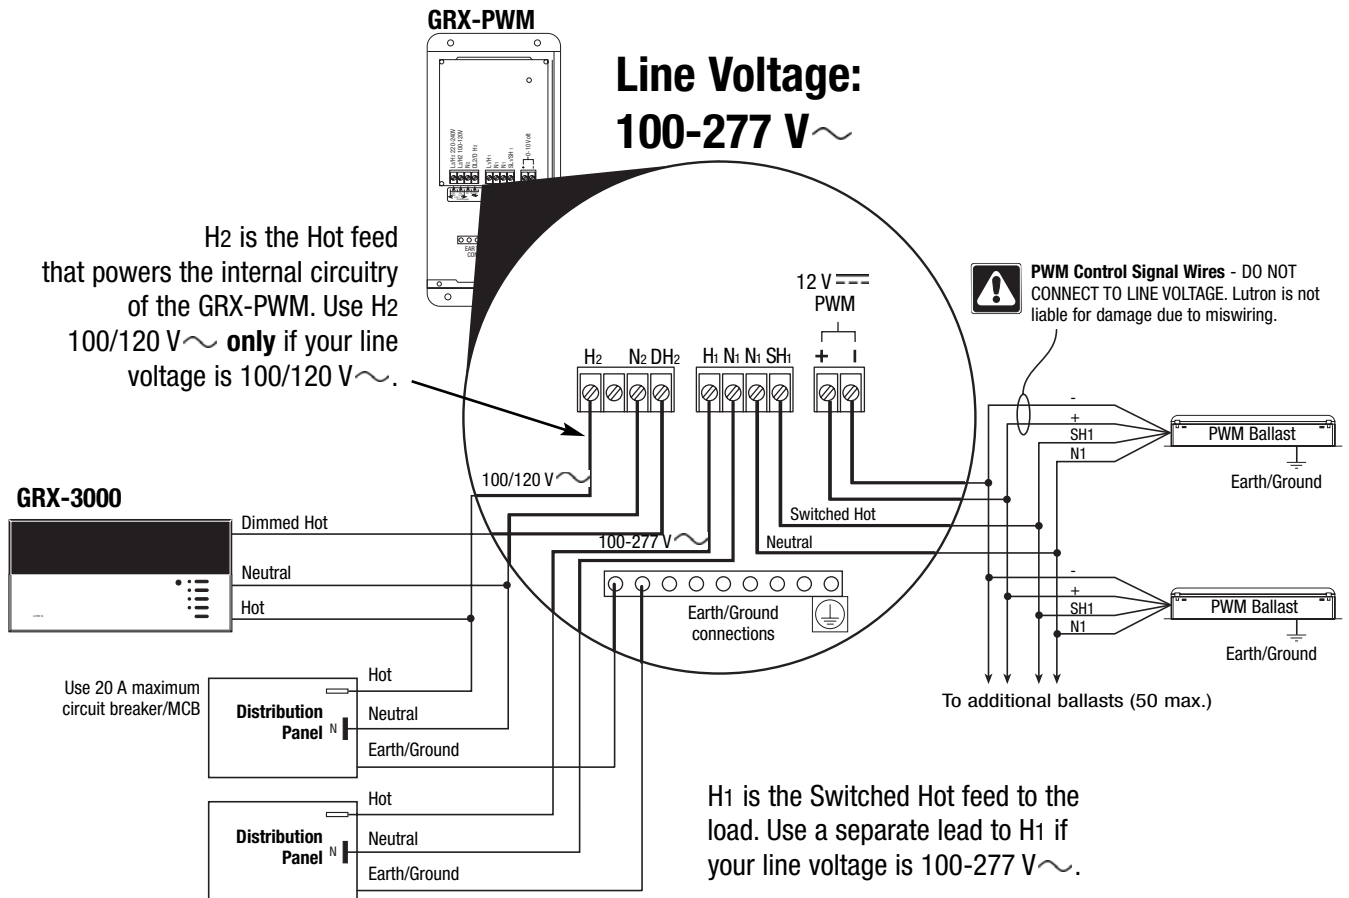 GRX-PWM
Line Voltage:
100-277 V
H2 is the Hot feed
that powers the internal circuitry
of the GRX-PWM. Use H2
100/120 V only if your line
voltage is 100/120 V.
12 V
PWM
H2 N2 DH2 H1 N1 N1 SH1 + -
PWM Control Signal Wires - DO NOT
CONNECT TO LINE VOLTAGE. Lutron is not
liable for damage due to miswiring.
-
+
SH1
N1
PWM Ballast
Earth/Ground
100/120 V
GRX-3000
Dimmed Hot
Neutral
Hot
100-277 V
Switched Hot
Neutral
Earth/Ground
connections
-
+
SH1
N1
PWM Ballast
Earth/Ground
To additional ballasts (50 max.)
Use 20 A maximum
circuit breaker/MCB
Distribution
Panel N
Hot
Neutral
Earth/Ground
Distribution
Panel N
Hot
Neutral
Earth/Ground
H1 is the Switched Hot feed to the
load. Use a separate lead to H1 if
your line voltage is 100-277 V.